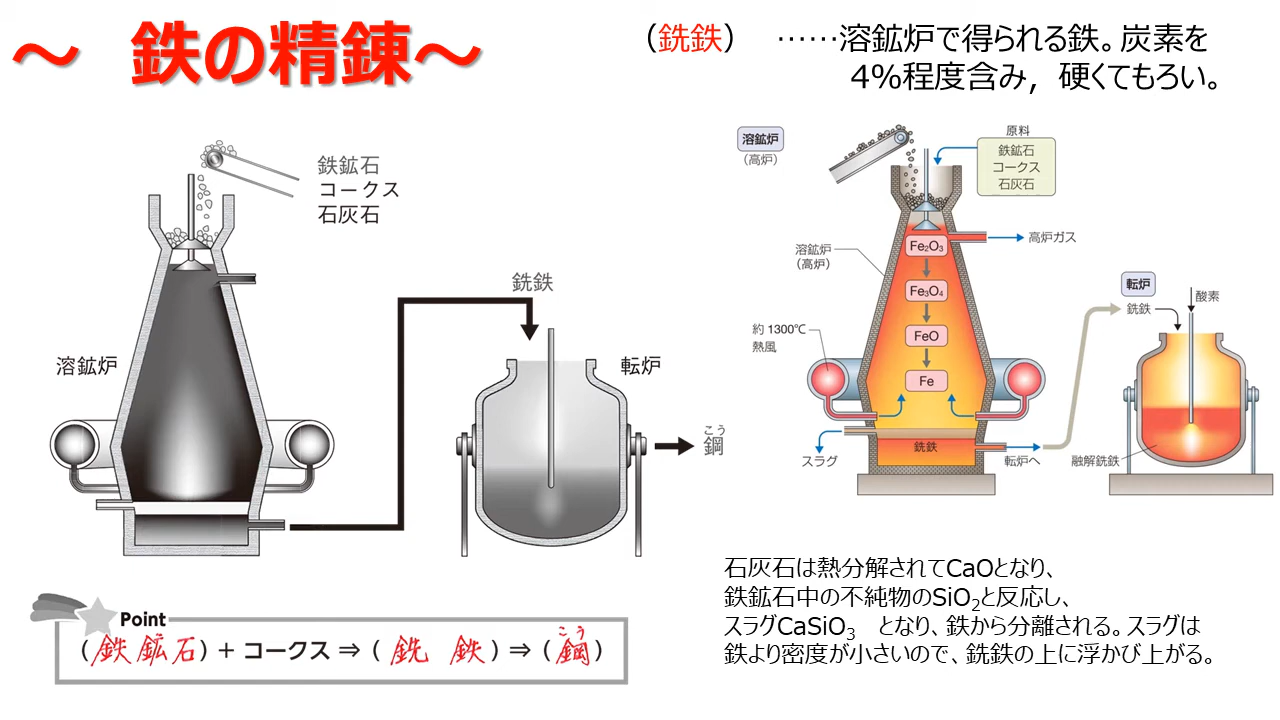 ～ 鉄の精錬～
（銑鉄） ……溶鉱炉で得られる鉄。炭素を
4％程度含み，硬くてもろい。
鉄鉱石
コークス
石灰石
溶鉱炉
銑鉄
転炉
こう
鋼
Point
(鉄鉱石)＋コークス⇒(銑 鉄)⇒(鋼)
こう
溶鉱炉
（高炉）
原料
鉄鉱石
コークス
石灰石
高炉ガス
溶鉱炉
（高炉）
Fe₂O₃
Fe₃O₄
FeO
Fe
約 1300℃
熱風
スラグ
銑鉄
転炉へ
転炉
銑鉄
酸素
融解銑鉄
石灰石は熱分解されてCaOとなり、
鉄鉱石中の不純物のSiO₂と反応し、
スラグCaSiO₃ となり、鉄から分離される。スラグは
鉄より密度が小さいので、銑鉄の上に浮かび上がる。